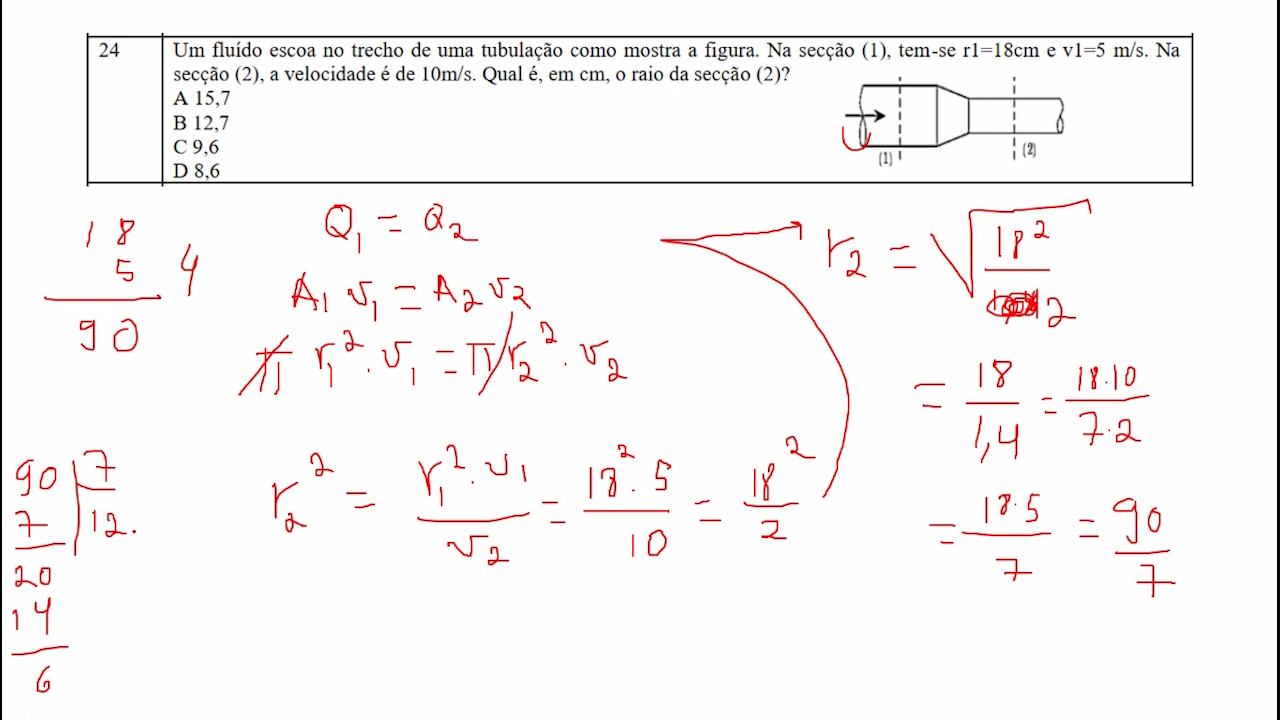 24
Um fluído escoa no trecho de uma tubulação como mostra a figura. Na secção (1), tem-se r1=18cm e v1=5 m/s. Na
secção (2), a velocidade é de 10m/s. Qual é, em cm, o raio da secção (2)?
A 15,7
B 12,7
C 9,6
D 8,6
(1) (2)
18
5 4
90
Q₁ = Q₂
A₁ v₁ = A₂ v₂
π r₁² · v₁ = π r₂² · v₂
r₂² = r₁² · v₁ / v₂ = 18² · 5 / 10 = 18² / 2
r₂ = √(18² / 2)
= 18 / 1,4 = 18·10 / 7·2
= 18·5 / 7 = 90 / 7
90 7
7 12.
20
14
6